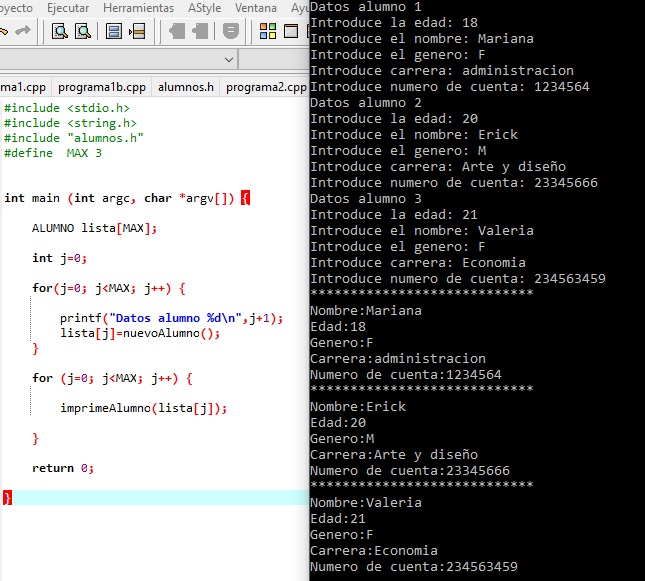 oyecto Ejecutar Herramientas AStyle Ventana Ayu
ma1.cpp programa1b.cpp alumnos.h programa2.cpp
#include <stdio.h>
#include <string.h>
#include "alumnos.h"
#define  MAX 3
int main (int argc, char *argv[]) {
ALUMNO lista[MAX];
int j=0;
for(j=0; j<MAX; j++) {
printf("Datos alumno %d\n",j+1);
lista[j]=nuevoAlumno();
}
for (j=0; j<MAX; j++) {
imprimeAlumno(lista[j]);
}
return 0;
}
Datos alumno 1
Introduce la edad: 18
Introduce el nombre: Mariana
Introduce el genero: F
Introduce carrera: administracion
Introduce numero de cuenta: 1234564
Datos alumno 2
Introduce la edad: 20
Introduce el nombre: Erick
Introduce el genero: M
Introduce carrera: Arte y diseño
Introduce numero de cuenta: 23345666
Datos alumno 3
Introduce la edad: 21
Introduce el nombre: Valeria
Introduce el genero: F
Introduce carrera: Economia
Introduce numero de cuenta: 234563459
****************************
Nombre:Mariana
Edad:18
Genero:F
Carrera:administracion
Numero de cuenta:1234564
****************************
Nombre:Erick
Edad:20
Genero:M
Carrera:Arte y diseño
Numero de cuenta:23345666
****************************
Nombre:Valeria
Edad:21
Genero:F
Carrera:Economia
Numero de cuenta:234563459